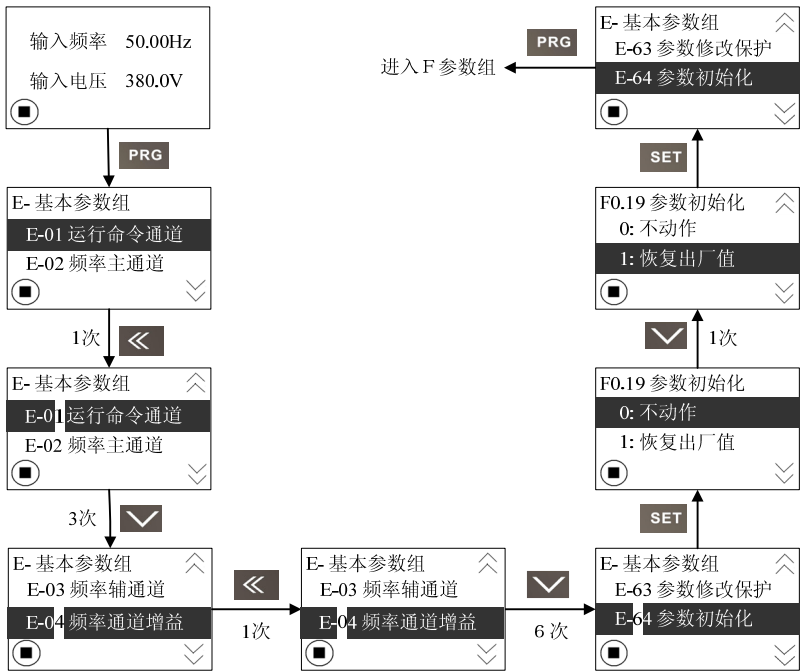 输入频率 50.00Hz
输入电压 380.0V
PRG
E- 基本参数组
E-01 运行命令通道
E-02 频率主通道
1次
E- 基本参数组
E-01 运行命令通道
E-02 频率主通道
3次
E- 基本参数组
E-03 频率辅通道
E-04 频率通道增益
1次
E- 基本参数组
E-03 频率辅通道
E-04 频率通道增益
6次
E- 基本参数组
E-63 参数修改保护
E-64 参数初始化
SET
F0.19 参数初始化
0: 不动作
1: 恢复出厂值
1次
F0.19 参数初始化
0: 不动作
1: 恢复出厂值
SET
E- 基本参数组
E-63 参数修改保护
E-64 参数初始化
PRG
进入 F 参数组